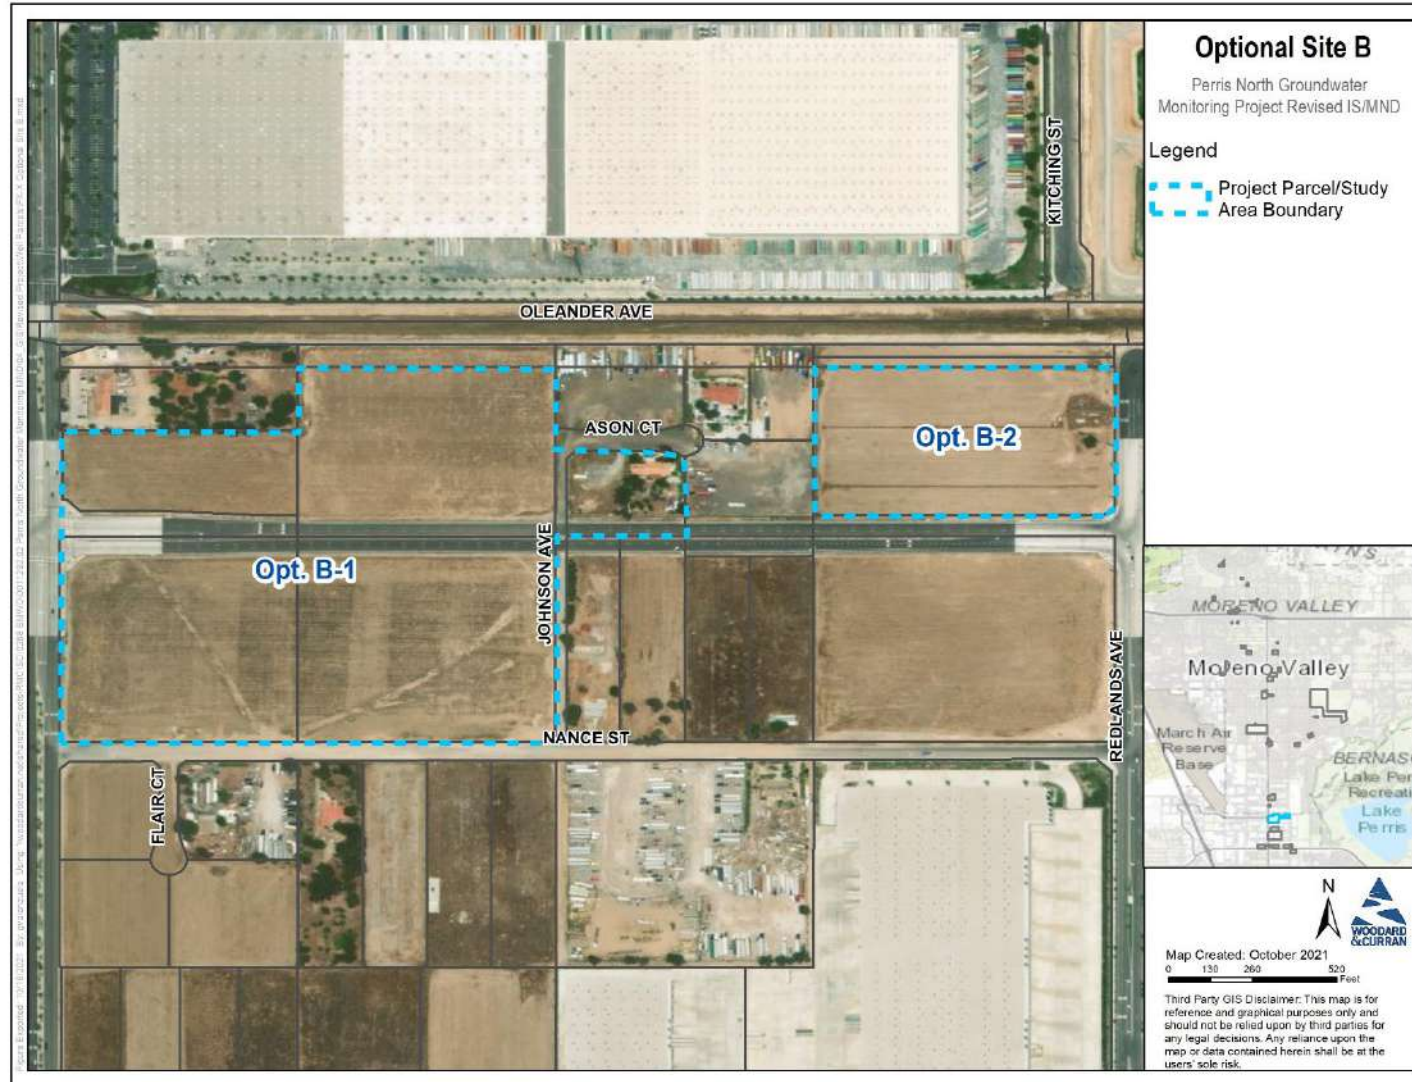 Optional Site B
Perris North Groundwater
Monitoring Project Revised IS/MND
Legend
Project Parcel/Study
Area Boundary
KITCHING ST
OLEANDER AVE
ASON CT
Opt. B-2
JOHNSON AVE
Opt. B-1
REDLANDS AVE
NANCE ST
FLAIR CT
MORENO VALLEY
Moreno Valley
March Air
Reserve
Base
Lake
Perris
N
WOODARD
&CURRAN
Map Created: October 2021
0 130 260 520
Feet
Third Party GIS Disclaimer: This map is for
reference and graphical purposes only and
should not be relied upon by third parties for
any legal decisions. Any reliance upon the
map or data contained herein shall be at the
users' sole risk.